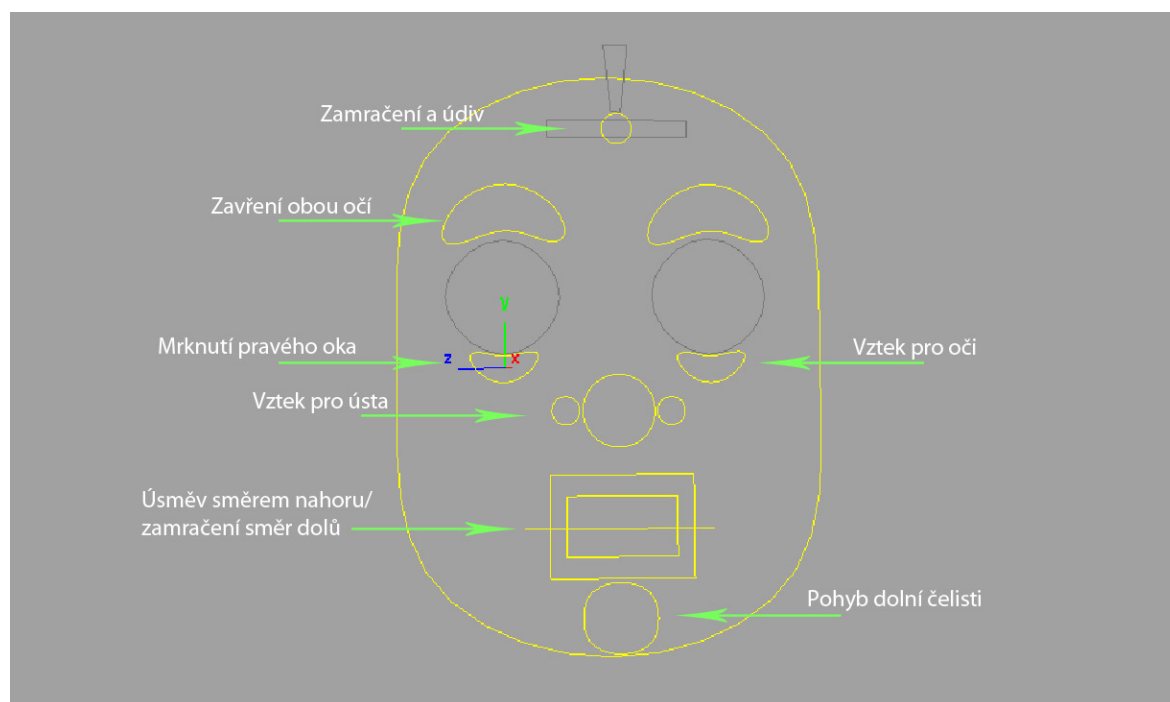 Zamračení a údiv
Zavření obou očí
Mrknutí pravého oka
Vztek pro oči
Vztek pro ústa
Úsměv směrem nahoru/
zamračení směr dolů
Pohyb dolní čelisti
y
z
x